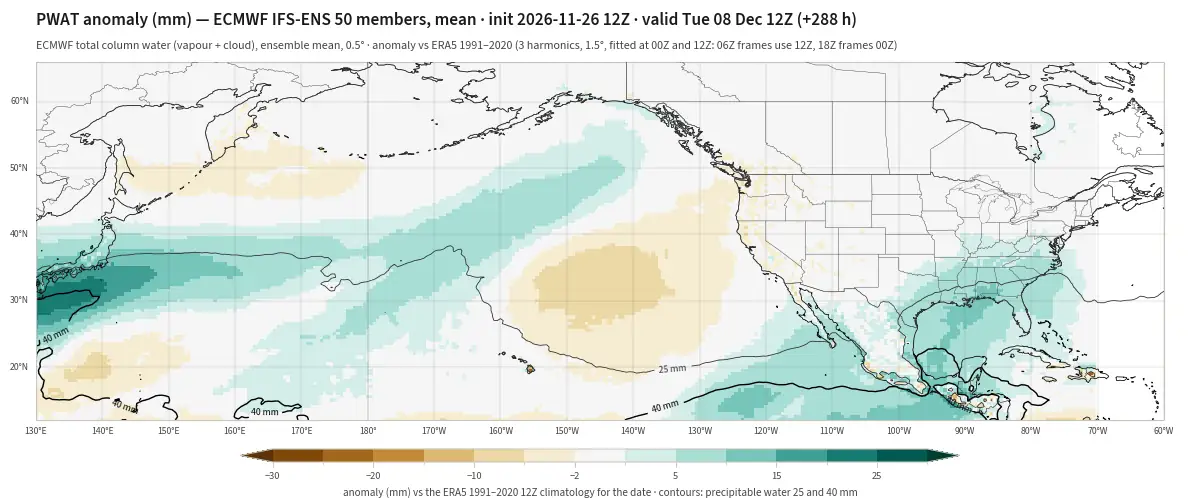 PWAT anomaly (mm) — ECMWF IFS-ENS 50 members, mean · init 2026-11-26 12Z · valid Tue 08 Dec 12Z (+288 h)
ECMWF total column water (vapour + cloud), ensemble mean, 0.5° · anomaly vs ERA5 1991–2020 (3 harmonics, 1.5°, fitted at 00Z and 12Z: 06Z frames use 12Z, 18Z frames 00Z)
60°N
50°N
40°N
30°N
20°N
40 mm
40 mm
40 mm
25 mm
40 mm
130°E 140°E 150°E 160°E 170°E 180° 170°W 160°W 150°W 140°W 130°W 120°W 110°W 100°W 90°W 80°W 70°W 60°W
−30 −20 −10 −2 5 15 25
anomaly (mm) vs the ERA5 1991–2020 12Z climatology for the date · contours: precipitable water 25 and 40 mm